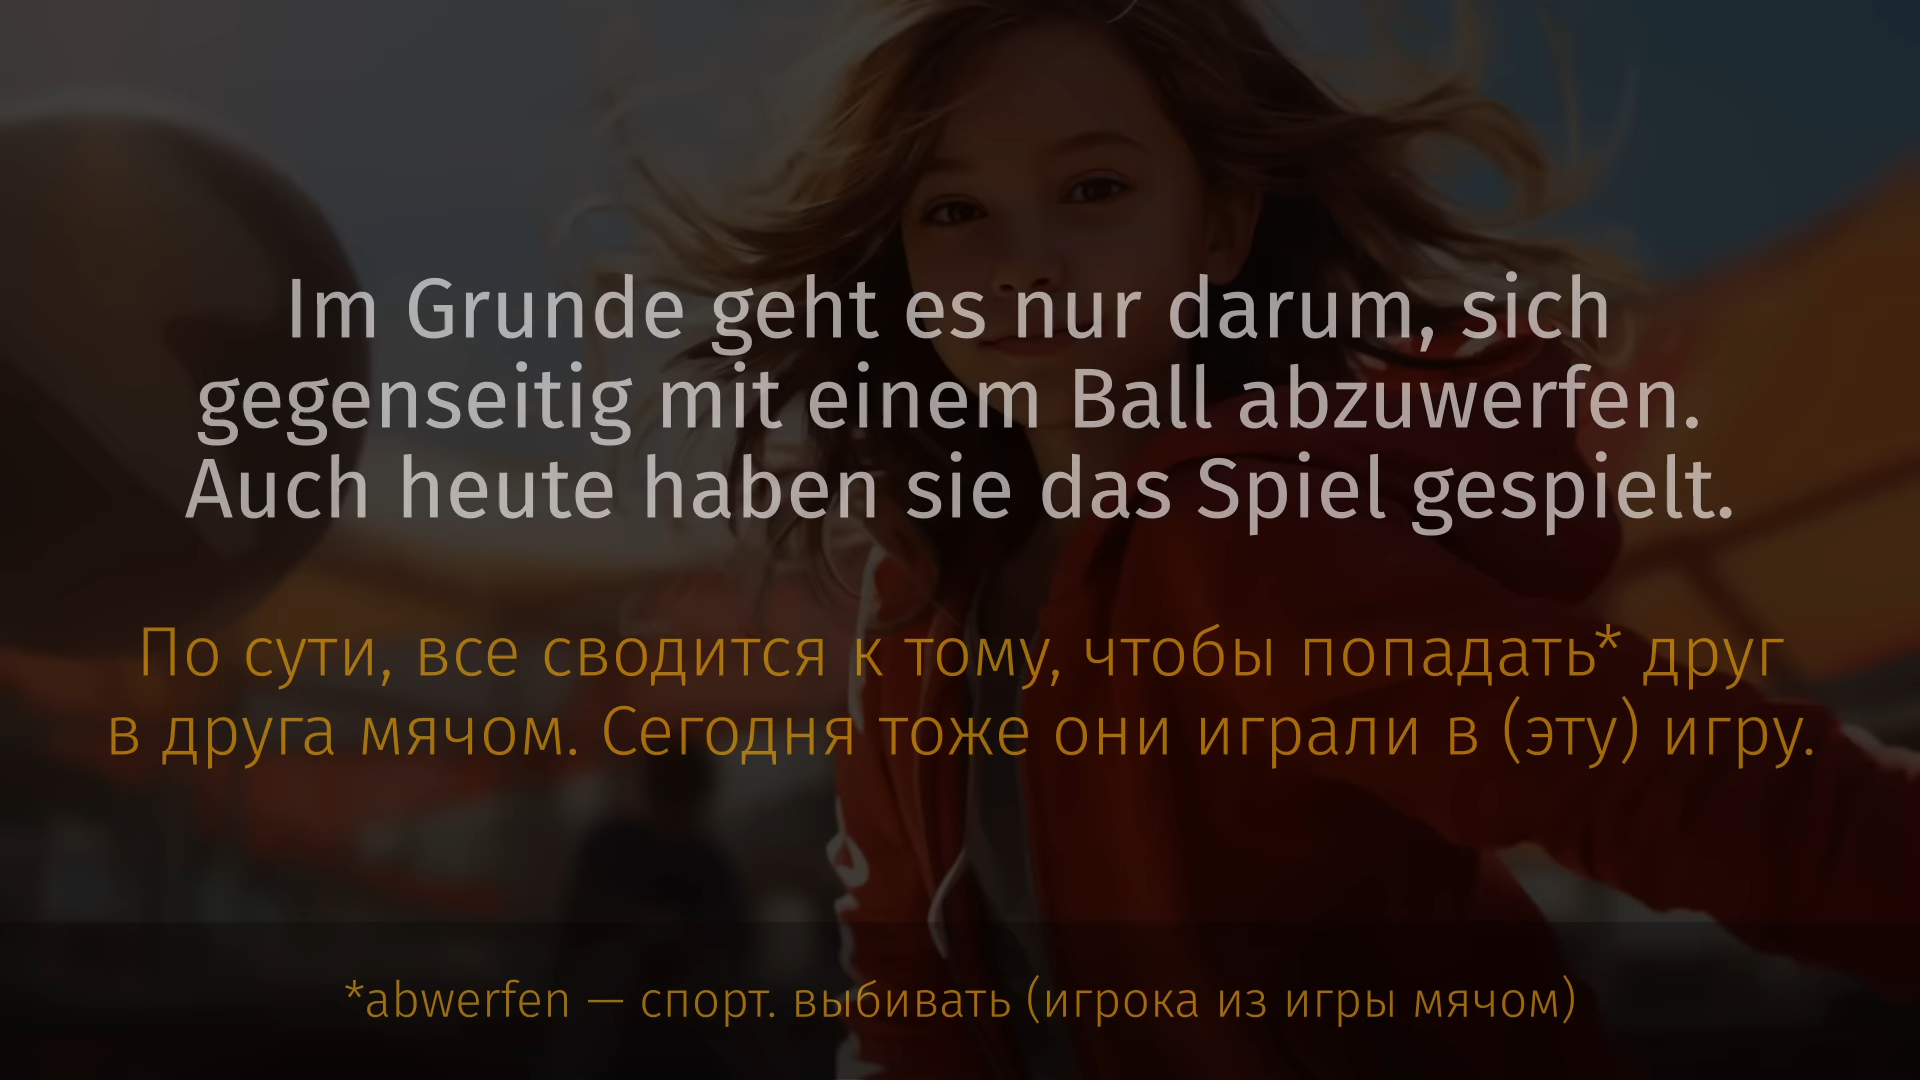 Im Grunde geht es nur darum, sich
gegenseitig mit einem Ball abzuwerfen.
Auch heute haben sie das Spiel gespielt.
По сути, все сводится к тому, чтобы попадать* друг
в друга мячом. Сегодня тоже они играли в (эту) игру.
*abwerfen — спорт. выбивать (игрока из игры мячом)